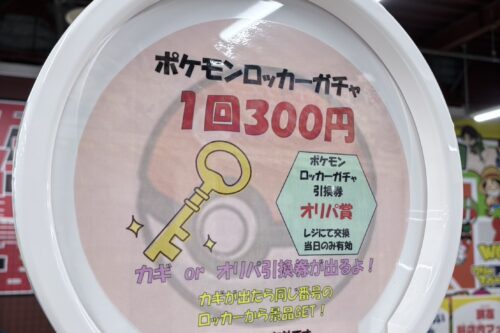 ポケモンロッカーガチャ
1回300円
ポケモン
ロッカーガチャ
引換券
オリパ賞
レジにて交換
当日のみ有効
カギ or オリパ引換券が出るよ!
カギが出たら同じ番号の
ロッカーから景品GET!